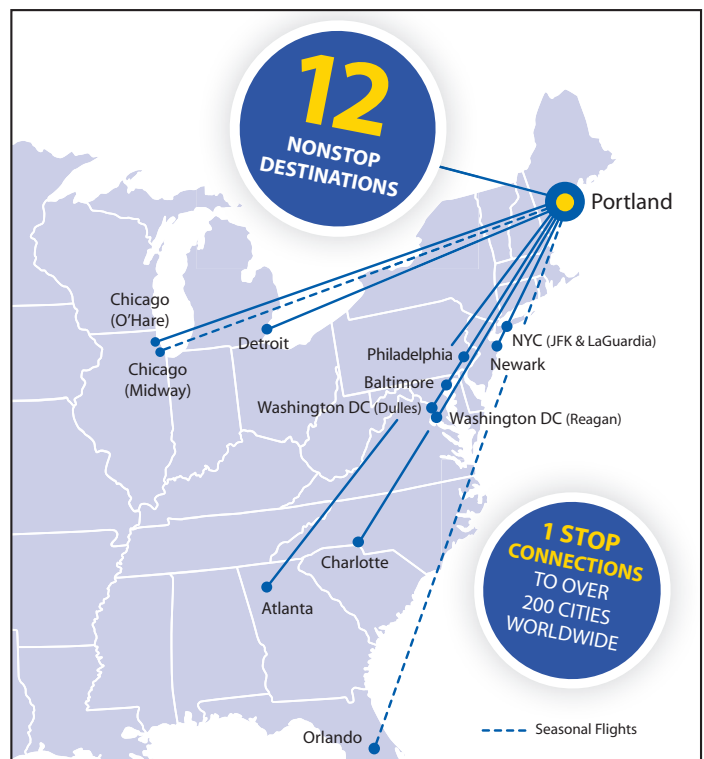 12
NONSTOP
DESTINATIONS
Portland
Chicago
(O'Hare)
Chicago
(Midway)
Detroit
NYC (JFK & LaGuardia)
Philadelphia
Newark
Baltimore
Washington DC (Dulles)
Washington DC (Reagan)
1 STOP
CONNECTIONS
TO OVER
200 CITIES
WORLDWIDE
Charlotte
Atlanta
Orlando
Seasonal Flights